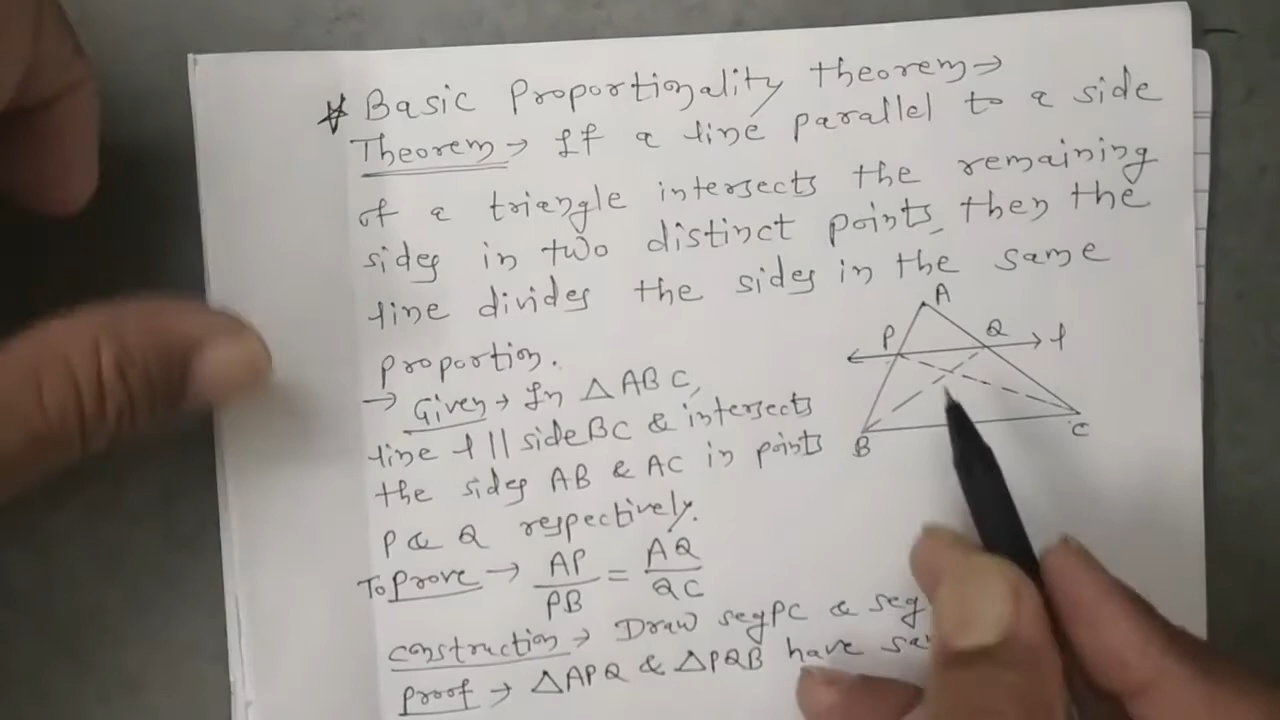 * Basic Proportionality theorem →
Theorem → If a line parallel to a side
of a triangle intersects the remaining
sides in two distinct points, then the
line divides the sides in the same
proportion.
→ Given → In △ABC,
line l || side BC & intersects
the sides AB & AC in points
P & Q respectively.
To Prove → AP/PB = AQ/QC
Construction → Draw seg PC & seg
Proof → △APQ & △PQB have
A
P Q l
B C